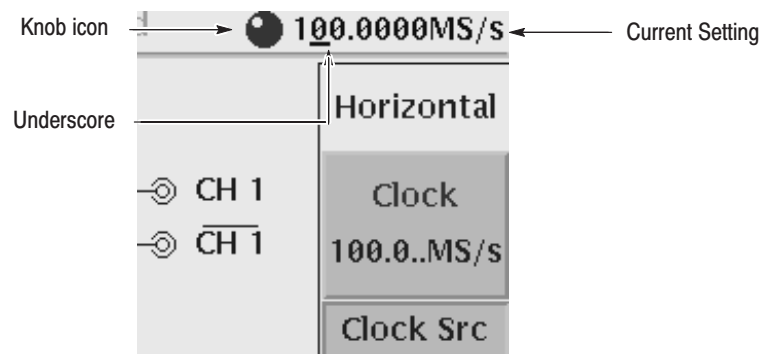 Knob icon
100.0000MS/s
Current Setting
Underscore
Horizontal
CH 1
CH 1
Clock
100.0..MS/s
Clock Src